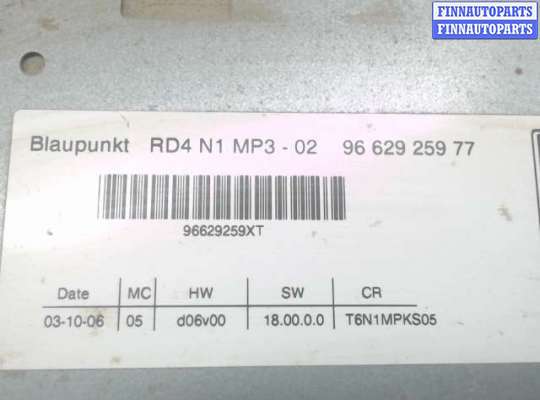 FINNAUTOPARTS
FINNAUTOPARTS
Blaupunkt RD4 N1 MP3 - 02 96 629 259 77
96629259XT
Date MC HW SW CR
03-10-06 05 d06v00 18.00.0.0 T6N1MPKS05